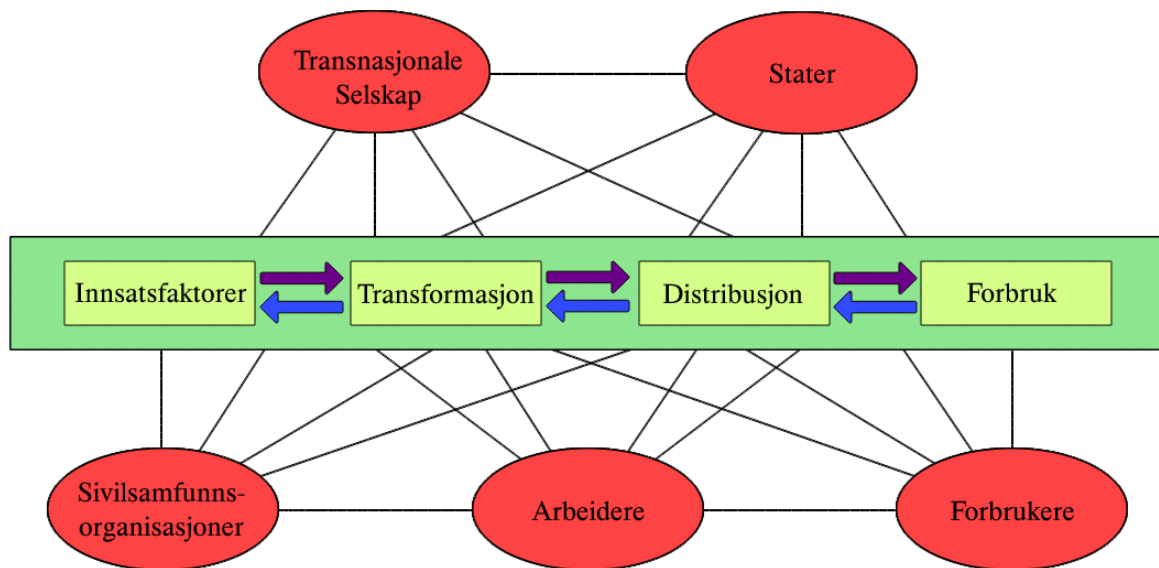 Transnasjonale
Selskap
Stater
Innsatsfaktorer
Transformasjon
Distribusjon
Forbruk
Sivilsamfunns-
organisasjoner
Arbeidere
Forbrukere